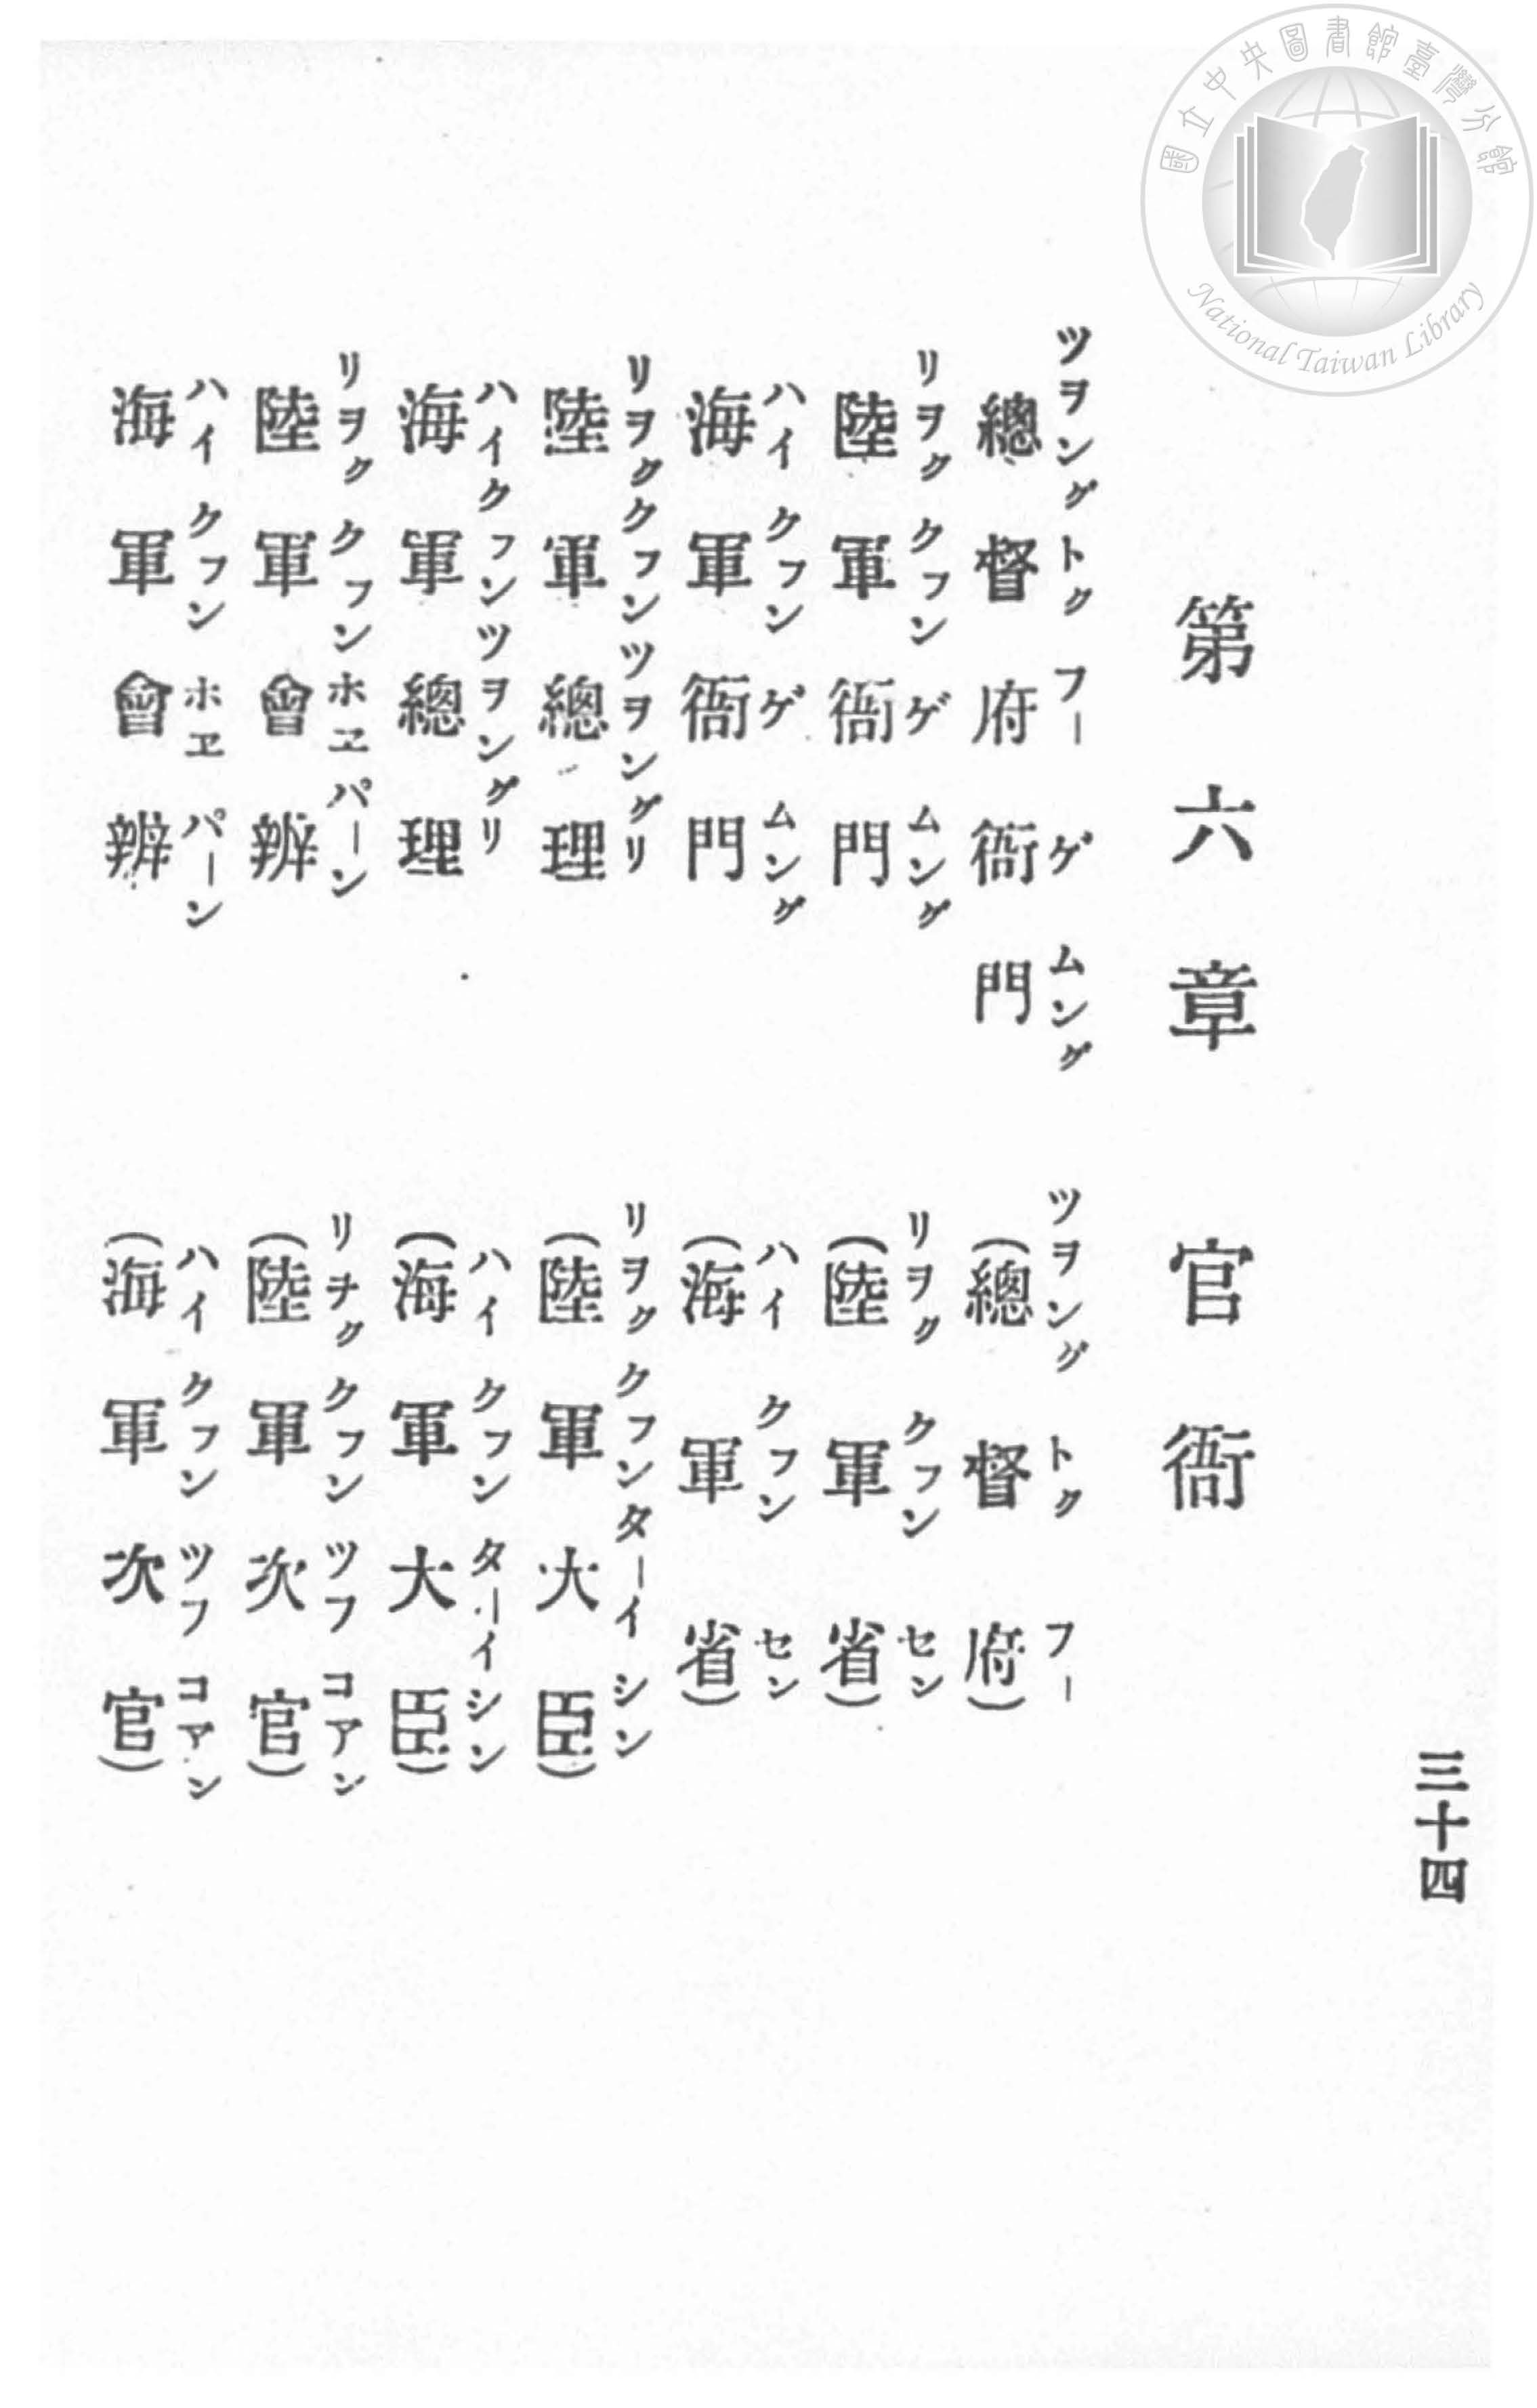 國立中央圖書館臺灣分館
National Taiwan Library
三十四
第六章 官衙
ツヲングトクフーゲムング
總督府衙門
ツヲングトクフー
(總督府)
リヲククフンゲムング
陸軍衙門
リヲククフンセン
(陸軍省)
ハイクフンゲムング
海軍衙門
ハイクフンセン
(海軍省)
リヲククフンツヲングリ
陸軍總理
リヲククフンターイシン
(陸軍大臣)
ハイクフンツヲングリ
海軍總理
ハイクフンターイシン
(海軍大臣)
リヲククフンホヱパーン
陸軍會辦
リヲククフンツフコアン
(陸軍次官)
ハイクフンホヱパーン
海軍會辦
ハイクフンツフコアン
(海軍次官)